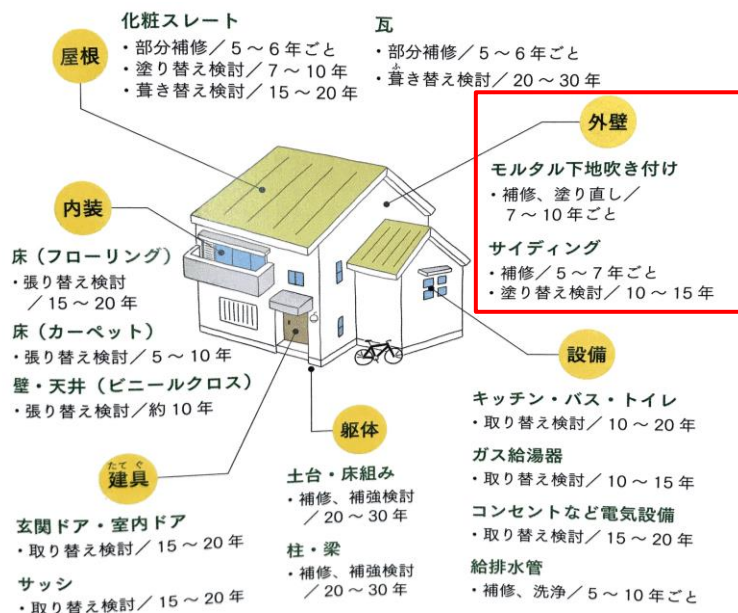 屋根
化粧スレート
・部分補修／5～6年ごと
・塗り替え検討／7～10年
・葺き替え検討／15～20年
瓦
・部分補修／5～6年ごと
ふ
・葺き替え検討／20～30年
外壁
モルタル下地吹き付け
・補修、塗り直し／
7～10年ごと
サイディング
・補修／5～7年ごと
・塗り替え検討／10～15年
内装
床（フローリング）
・張り替え検討
／15～20年
床（カーペット）
・張り替え検討／5～10年
壁・天井（ビニールクロス）
・張り替え検討／約10年
たてぐ
建具
玄関ドア・室内ドア
・取り替え検討／15～20年
サッシ
・取り替え検討／15～20年
躯体
土台・床組み
・補修、補強検討
／20～30年
柱・梁
・補修、補強検討
／20～30年
設備
キッチン・バス・トイレ
・取り替え検討／10～20年
ガス給湯器
・取り替え検討／10～15年
コンセントなど電気設備
・取り替え検討／15～20年
給排水管
・補修、洗浄／5～10年ごと